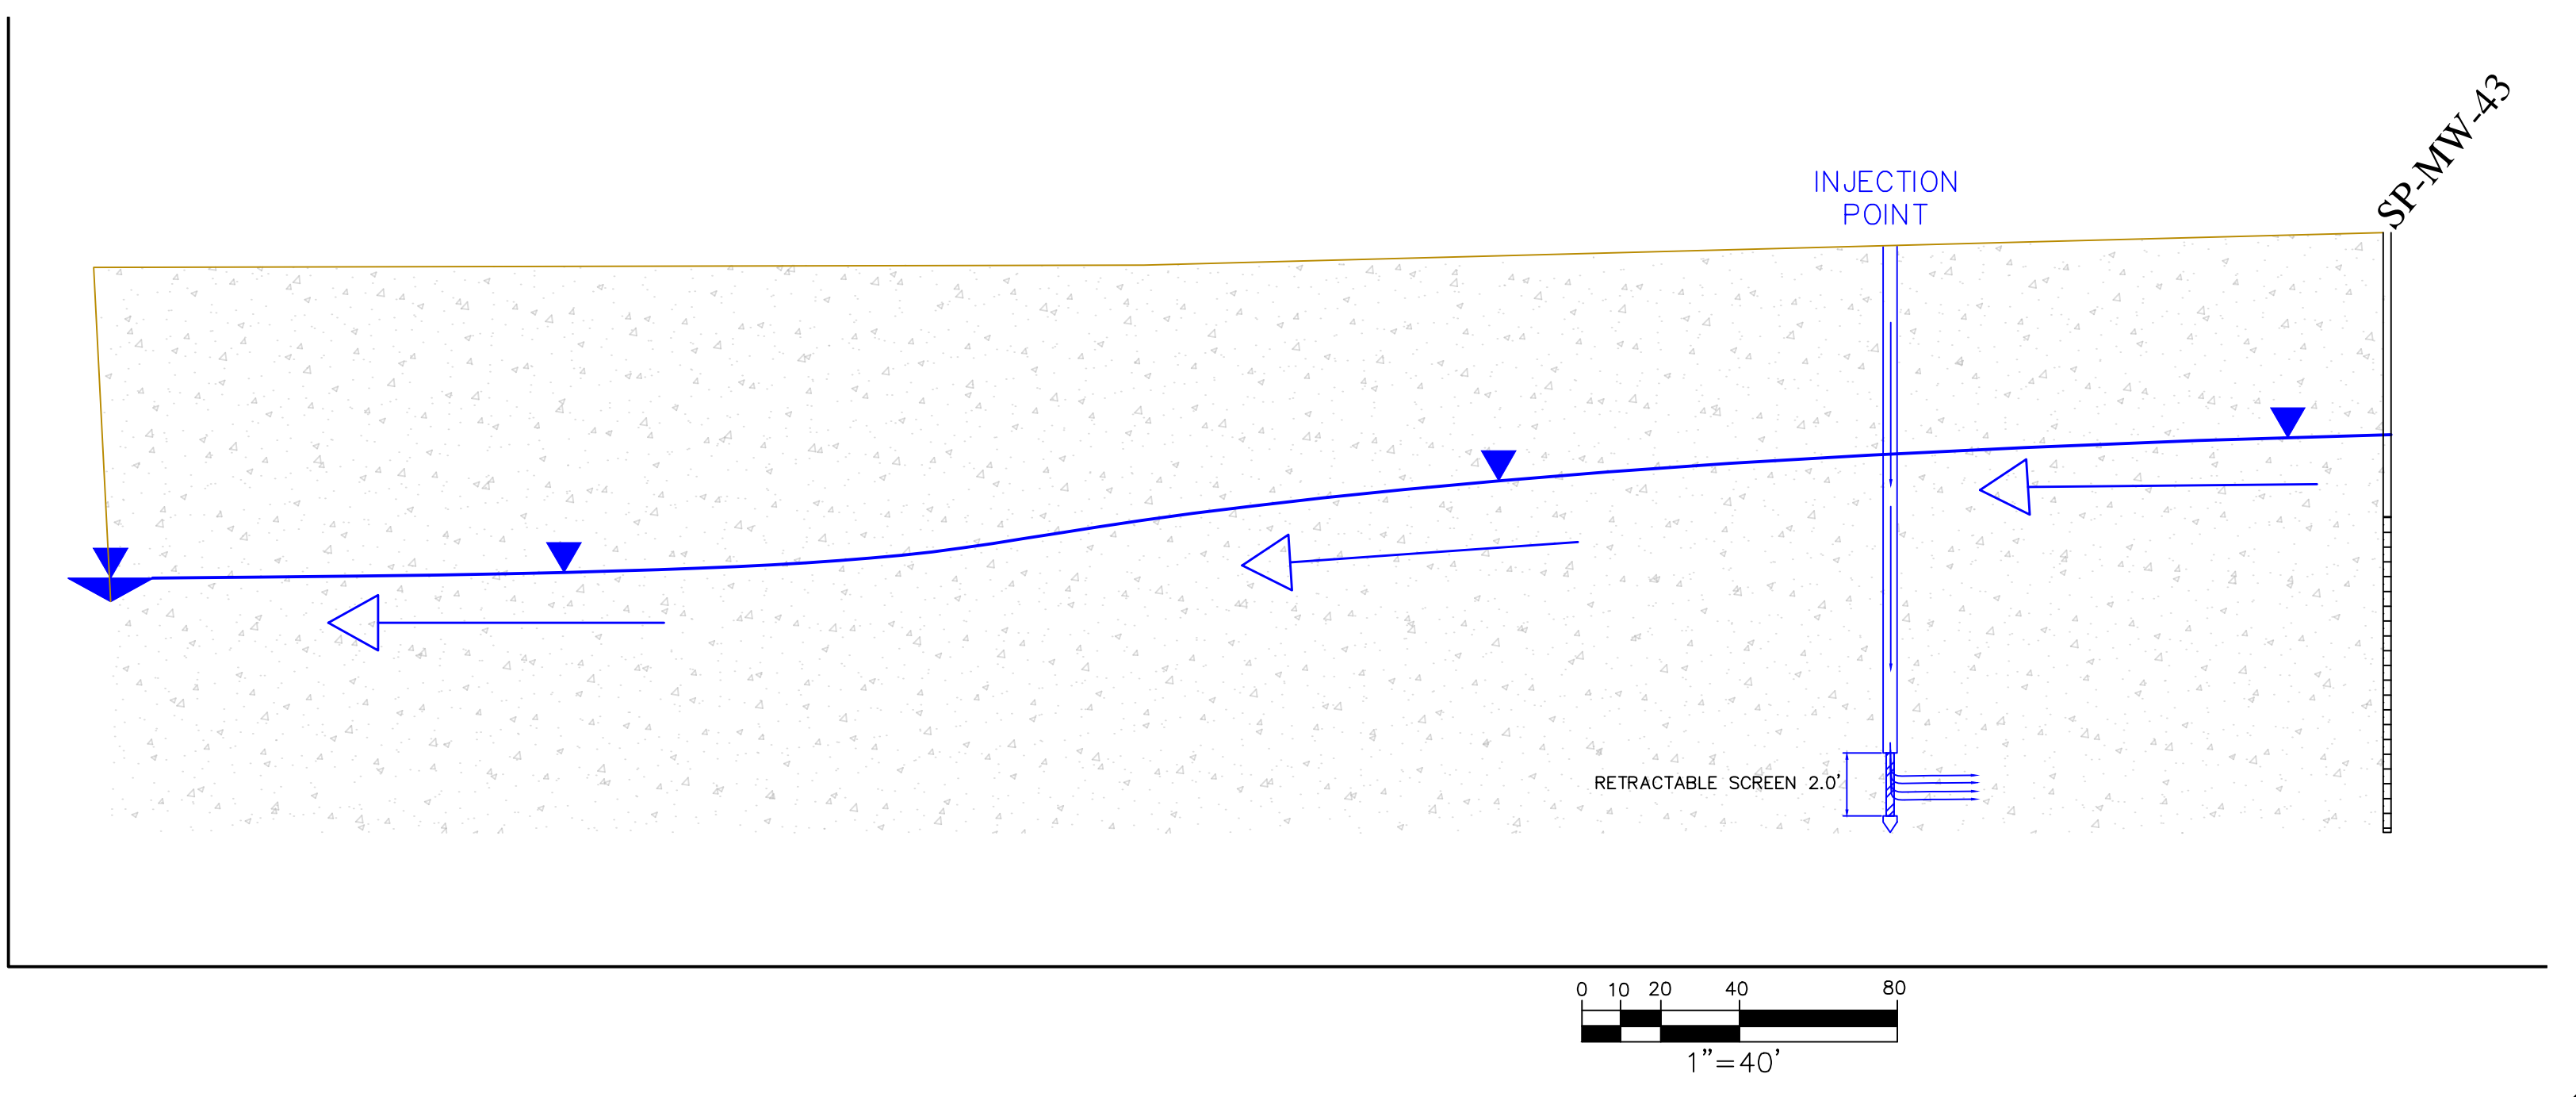 SP-MW-43
INJECTION
POINT
RETRACTABLE SCREEN 2.0'
0 10 20 40 80
1"=40'